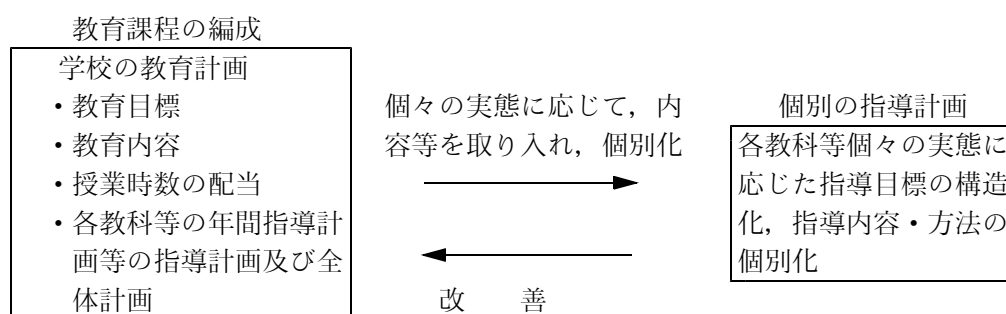 教育課程の編成
学校の教育計画
・教育目標
・教育内容
・授業時数の配当
・各教科等の年間指導計
画等の指導計画及び全
体計画
個々の実態に応じて，内
容等を取り入れ，個別化
改　善
個別の指導計画
各教科等個々の実態に
応じた指導目標の構造
化，指導内容・方法の
個別化